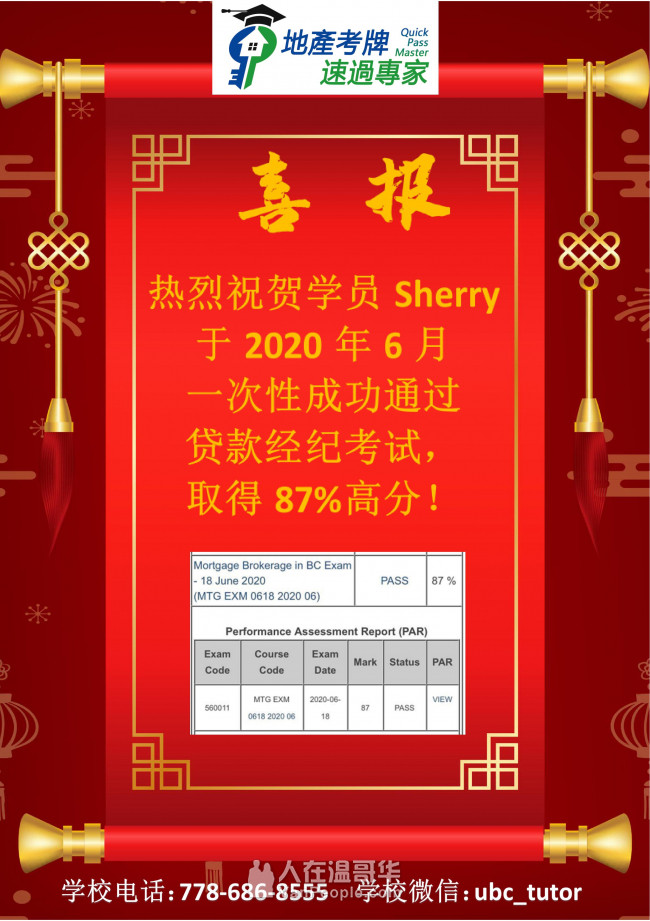 地產考牌
Quick
Pass
Master
速過專家
喜报
热烈祝贺学员 Sherry
于 2020 年 6 月
一次性成功通过
贷款经纪考试，
取得 87%高分！
Mortgage Brokerage in BC Exam
- 18 June 2020
(MTG EXM 0618 2020 06)
PASS
87 %
Performance Assessment Report (PAR)
Exam Code
Course Code
Exam Date
Mark
Status
PAR
560011
MTG EXM
0618 2020 06
2020-06-
18
87
PASS
VIEW
人在温哥华
学校电话：778-686-8555 学校微信：ubc_tutor